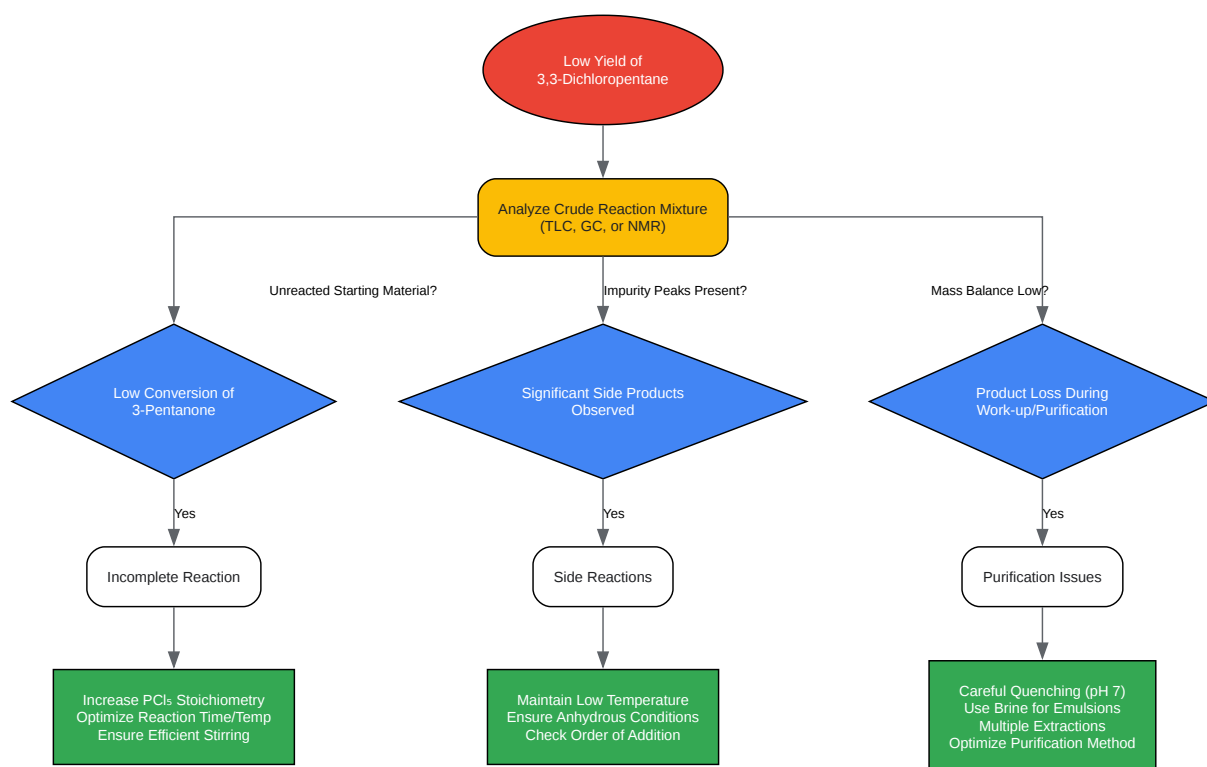 Low Yield of
3,3-Dichloropentane
Analyze Crude Reaction Mixture
(TLC, GC, or NMR)
Unreacted Starting Material?
Impurity Peaks Present?
Mass Balance Low?
Low Conversion of
3-Pentanone
Significant Side Products
Observed
Product Loss During
Work-up/Purification
Yes
Yes
Yes
Incomplete Reaction
Side Reactions
Purification Issues
Increase PCl₅ Stoichiometry
Optimize Reaction Time/Temp
Ensure Efficient Stirring
Maintain Low Temperature
Ensure Anhydrous Conditions
Check Order of Addition
Careful Quenching (pH 7)
Use Brine for Emulsions
Multiple Extractions
Optimize Purification Method